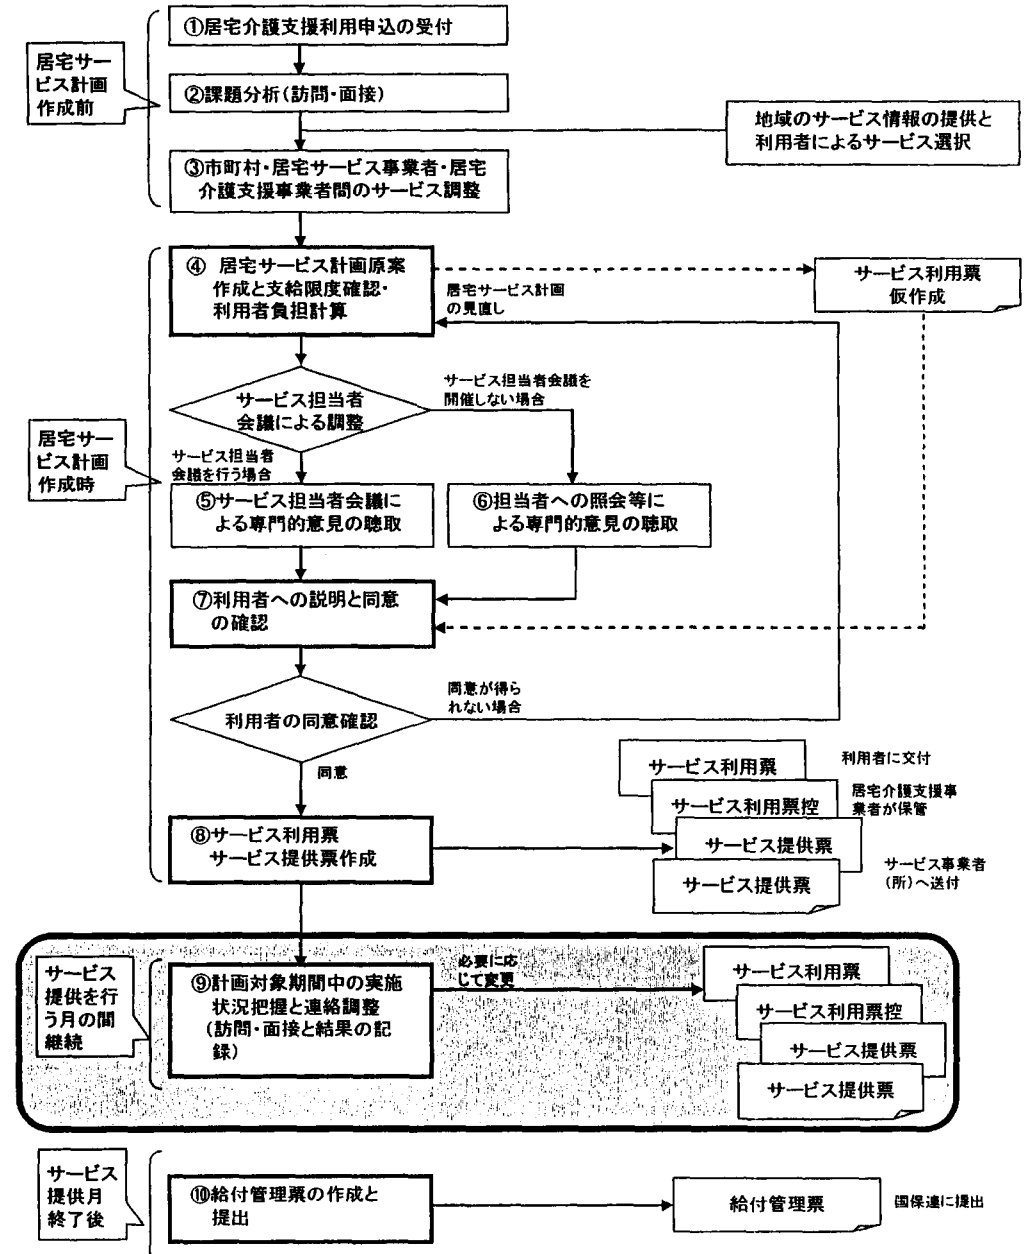 ①居宅介護支援利用申込の受付
居宅サー
ビス計画
作成前
②課題分析(訪問・面接)
地域のサービス情報の提供と
利用者によるサービス選択
③市町村・居宅サービス事業者・居宅
介護支援事業者間のサービス調整
④ 居宅サービス計画原案
作成と支給限度確認・
利用者負担計算
居宅サービス計画
の見直し
サービス利用票
仮作成
サービス担当者
会議による調整
サービス担当者会議を
開催しない場合
居宅サー
ビス計画
作成時
サービス担当者
会議を行う場合
⑤サービス担当者会議に
よる専門的意見の聴取
⑥担当者への照会等に
よる専門的意見の聴取
⑦利用者への説明と同意
の確認
利用者の同意確認
同意が得ら
れない場合
同意
サービス利用票
利用者に交付
サービス利用票控
居宅介護支援事
業者が保管
⑧サービス利用票
サービス提供票作成
サービス提供票
サービス提供票
サービス事業者
(所)へ送付
サービス
提供を行
う月の間
継続
⑨計画対象期間中の実施
状況把握と連絡調整
(訪問・面接と結果の記
録)
必要に応
じて変更
サービス利用票
サービス利用票控
サービス提供票
サービス提供票
サービス
提供月
終了後
⑩給付管理票の作成と
提出
給付管理票
国保連に提出